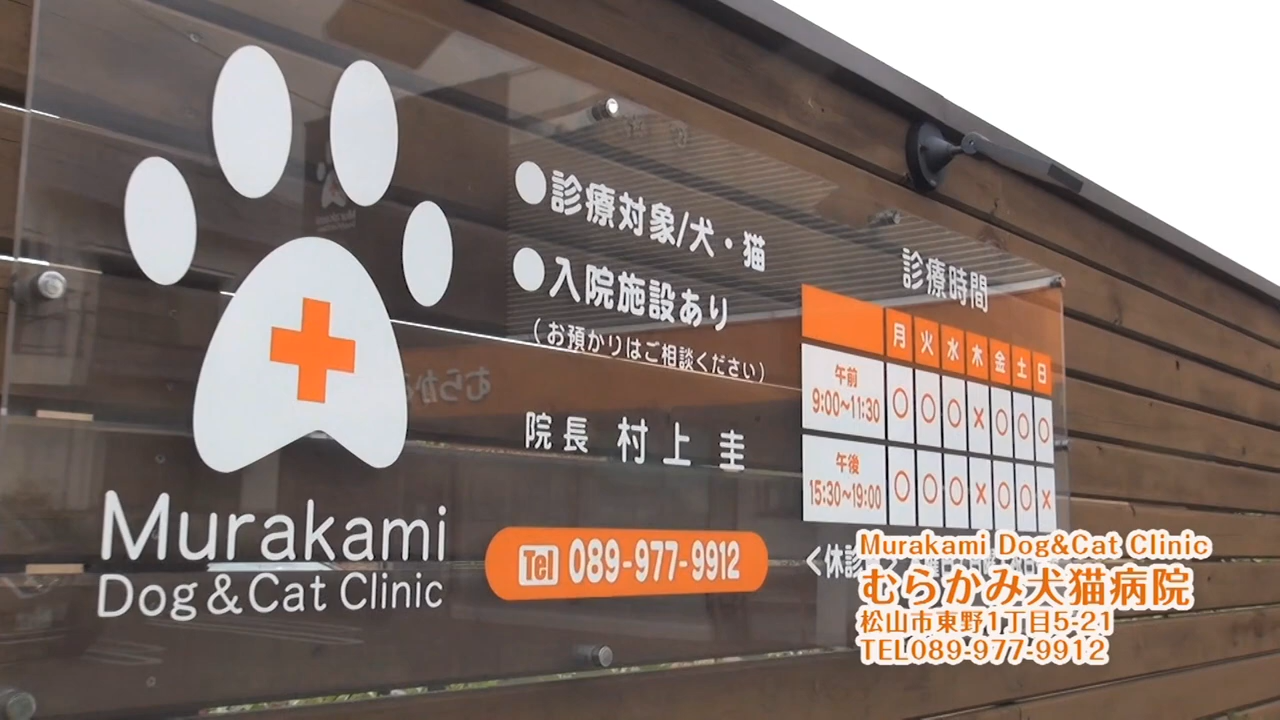 ●診療対象/犬・猫
●入院施設あり
(お預かりはご相談ください)
院長 村上 圭
Murakami
Dog&Cat Clinic
Tel 089-977-9912
診療時間
月 火 水 木 金 土 日
午前 9:00~11:30 ○ ○ ○ × ○ ○ ○
午後 15:30~19:00 ○ ○ ○ × ○ ○ ×
<休診
Murakami Dog&Cat Clinic
むらかみ犬猫病院
松山市東野1丁目5-21
TEL089-977-9912